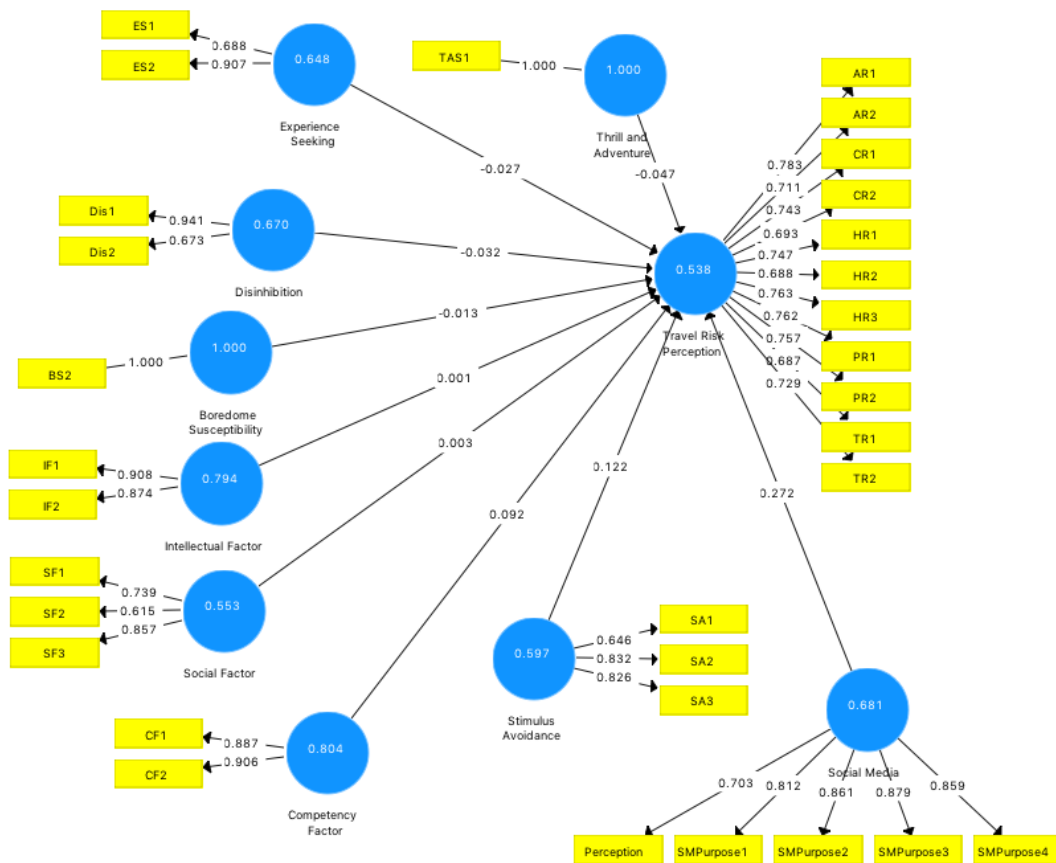 ES1
0.688
ES2
0.907
0.648
Experience
Seeking
TAS1
1.000
1.000
Thrill and
Adventure
-0.027
-0.047
Dis1
0.941
Dis2
0.673
0.670
Disinhibition
-0.032
BS2
1.000
1.000
Boredome
Susceptibility
-0.013
IF1
0.908
IF2
0.874
0.794
Intellectual Factor
0.001
SF1
0.739
SF2
0.615
SF3
0.857
0.553
Social Factor
0.003
CF1
0.887
CF2
0.906
0.804
Competency
Factor
0.092
0.597
Stimulus
Avoidance
0.122
0.646
SA1
0.832
SA2
0.826
SA3
0.538
Travel Risk
Perception
0.783
0.711
0.743
0.693
0.747
0.688
0.763
0.762
0.757
0.687
0.729
AR1
AR2
CR1
CR2
HR1
HR2
HR3
PR1
PR2
TR1
TR2
0.272
0.681
Social Media
0.703
0.812
0.861
0.879
0.859
Perception
SMPurpose1
SMPurpose2
SMPurpose3
SMPurpose4